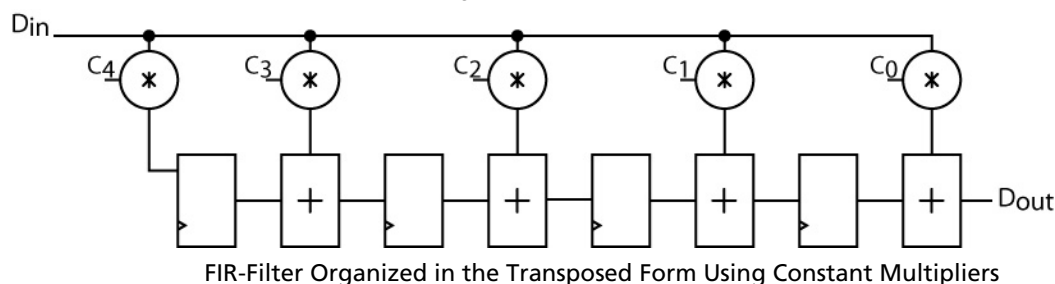 Din
C4 * C3 * C2 * C1 * C0 *
+ + + + Dout
FIR-Filter Organized in the Transposed Form Using Constant Multipliers